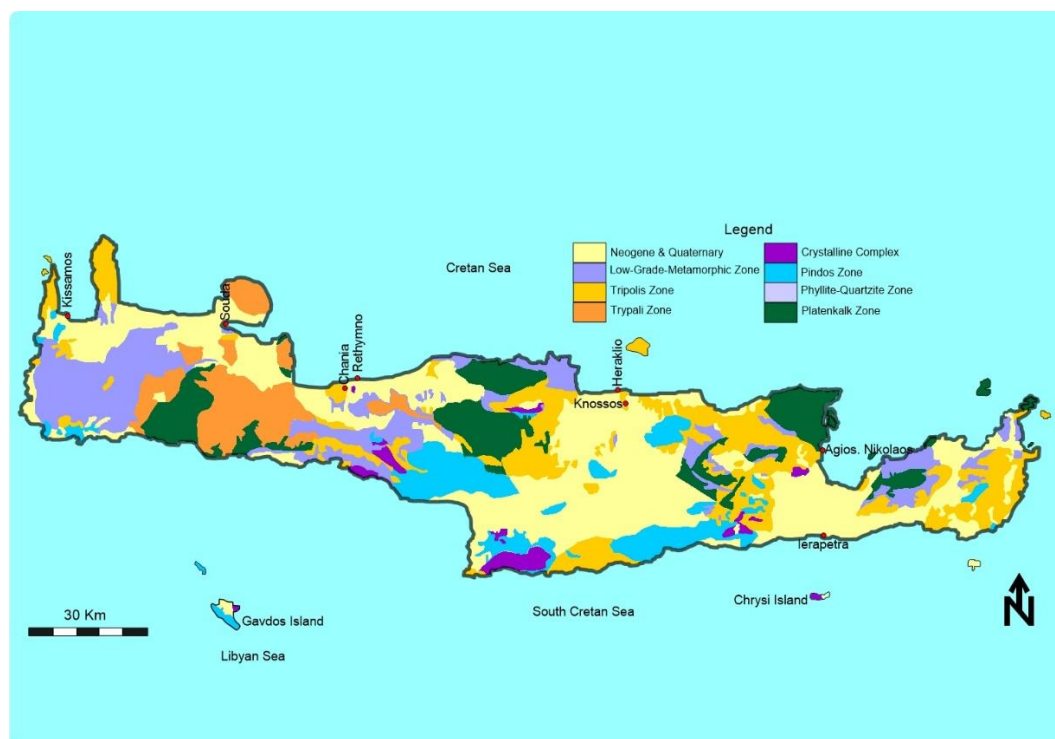 Legend
Neogene & Quaternary
Low-Grade-Metamorphic Zone
Tripolis Zone
Trypali Zone
Crystalline Complex
Pindos Zone
Phyllite-Quartzite Zone
Platenkalk Zone
Cretan Sea
Kissamos
Souda
Chania
Rethymno
Heraklio
Knossos
Agios. Nikolaos
Ierapetra
30 Km
Gavdos Island
Libyan Sea
South Cretan Sea
Chrysi Island
N